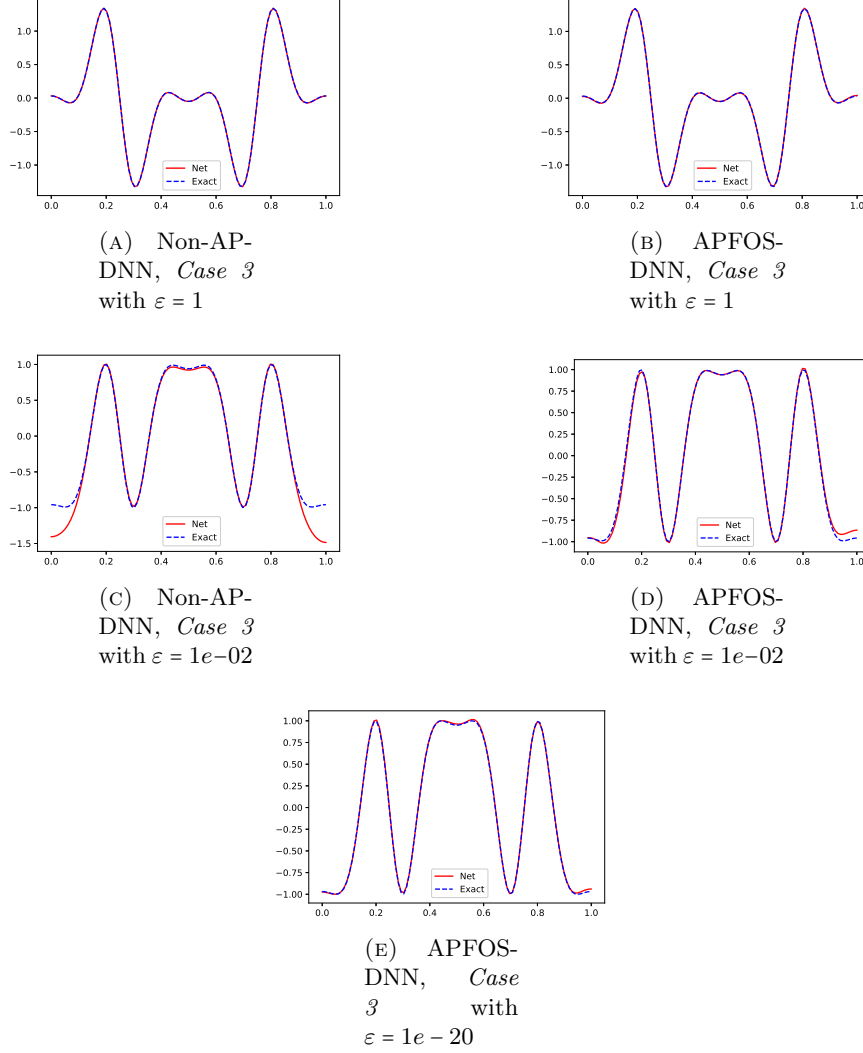 1.0
0.5
0.0
−0.5
−1.0
Net
Exact
0.0 0.2 0.4 0.6 0.8 1.0
(A) Non-AP-
DNN, Case 3
with ε = 1
1.0
0.5
0.0
−0.5
−1.0
Net
Exact
0.0 0.2 0.4 0.6 0.8 1.0
(B) APFOS-
DNN, Case 3
with ε = 1
1.0
0.5
0.0
−0.5
−1.0
−1.5
Net
Exact
0.0 0.2 0.4 0.6 0.8 1.0
(C) Non-AP-
DNN, Case 3
with ε = 1e−02
1.00
0.75
0.50
0.25
0.00
−0.25
−0.50
−0.75
−1.00
Net
Exact
0.0 0.2 0.4 0.6 0.8 1.0
(D) APFOS-
DNN, Case 3
with ε = 1e−02
1.00
0.75
0.50
0.25
0.00
−0.25
−0.50
−0.75
−1.00
Net
Exact
0.0 0.2 0.4 0.6 0.8 1.0
(E) APFOS-
DNN, Case
3 with
ε = 1e − 20